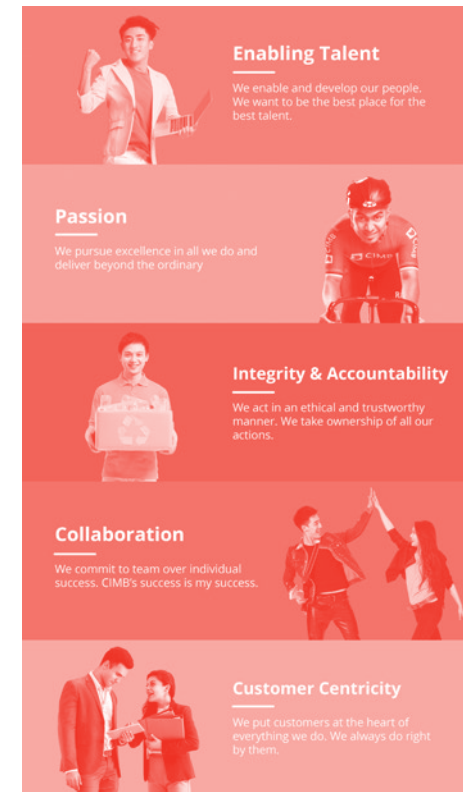 Enabling Talent
We enable and develop our people.
We want to be the best place for the
best talent.
Passion
We pursue excellence in all we do and
deliver beyond the ordinary
CIMB
Integrity & Accountability
We act in an ethical and trustworthy
manner. We take ownership of all our
actions.
Collaboration
We commit to team over individual
success. CIMB's success is my success.
Customer Centricity
We put customers at the heart of
everything we do. We always do right
by them.